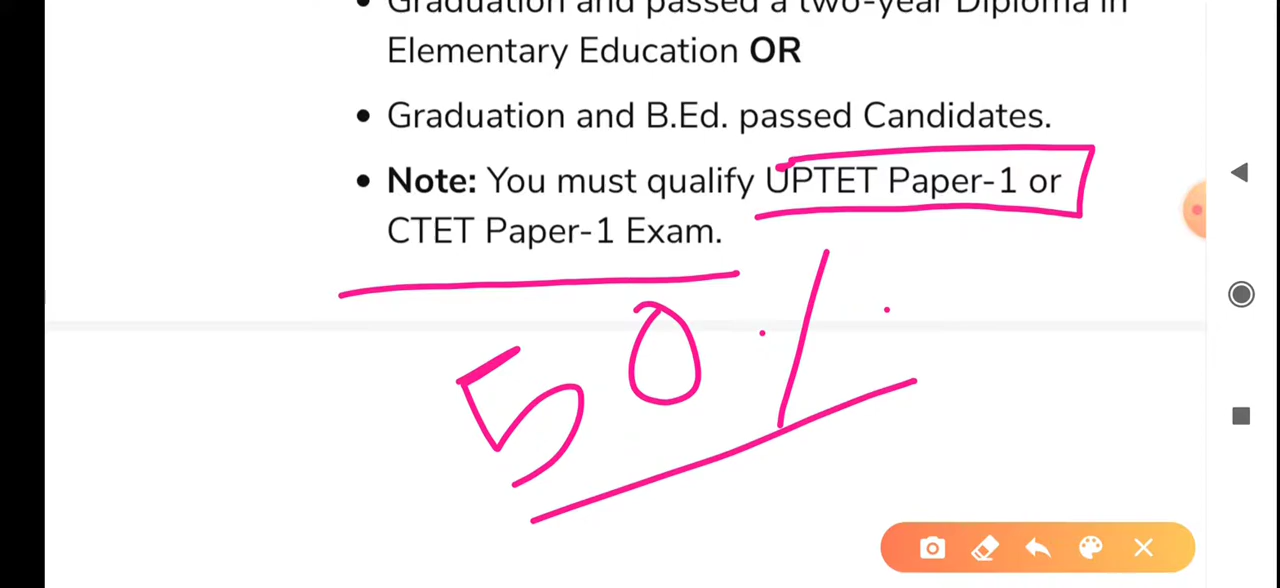 Graduation and passed a two-year Diploma in
Elementary Education OR
Graduation and B.Ed. passed Candidates.
Note: You must qualify UPTET Paper-1 or
CTET Paper-1 Exam.
50%